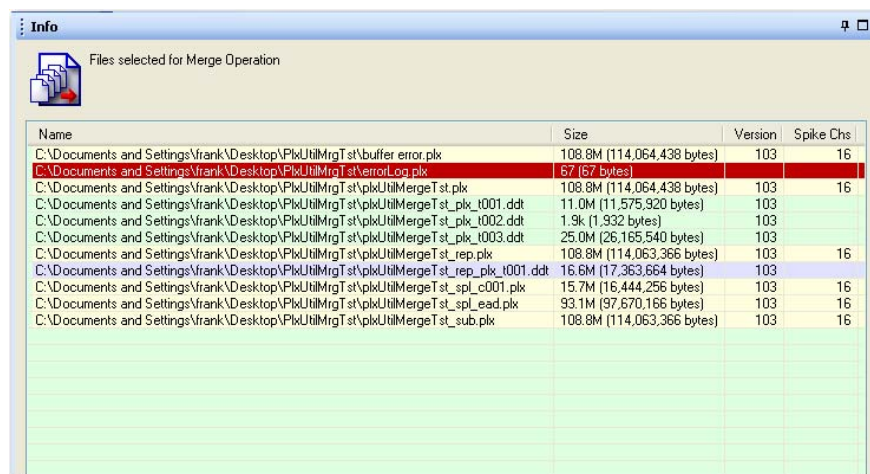 Info
Files selected for Merge Operation
Name Size Version Spike Chs
C:\Documents and Settings\frank\Desktop\PlxUtilMrgTst\buffer error.plx 108.8M (114,064,438 bytes) 103 16
C:\Documents and Settings\frank\Desktop\PlxUtilMrgTst\errorLog.plx 67 (67 bytes)
C:\Documents and Settings\frank\Desktop\PlxUtilMrgTst\plxUtilMergeTst.plx 108.8M (114,064,438 bytes) 103 16
C:\Documents and Settings\frank\Desktop\PlxUtilMrgTst\plxUtilMergeTst_plx_t001.ddt 11.0M (11,575,920 bytes) 103
C:\Documents and Settings\frank\Desktop\PlxUtilMrgTst\plxUtilMergeTst_plx_t002.ddt 1.9k (1,932 bytes) 103
C:\Documents and Settings\frank\Desktop\PlxUtilMrgTst\plxUtilMergeTst_plx_t003.ddt 25.0M (26,165,540 bytes) 103
C:\Documents and Settings\frank\Desktop\PlxUtilMrgTst\plxUtilMergeTst_rep.plx 108.8M (114,063,366 bytes) 103 16
C:\Documents and Settings\frank\Desktop\PlxUtilMrgTst\plxUtilMergeTst_rep_plx_t001.ddt 16.6M (17,363,664 bytes) 103
C:\Documents and Settings\frank\Desktop\PlxUtilMrgTst\plxUtilMergeTst_spl_c001.plx 15.7M (16,444,256 bytes) 103 16
C:\Documents and Settings\frank\Desktop\PlxUtilMrgTst\plxUtilMergeTst_spl_ead.plx 93.1M (97,670,166 bytes) 103 16
C:\Documents and Settings\frank\Desktop\PlxUtilMrgTst\plxUtilMergeTst_sub.plx 108.8M (114,063,366 bytes) 103 16